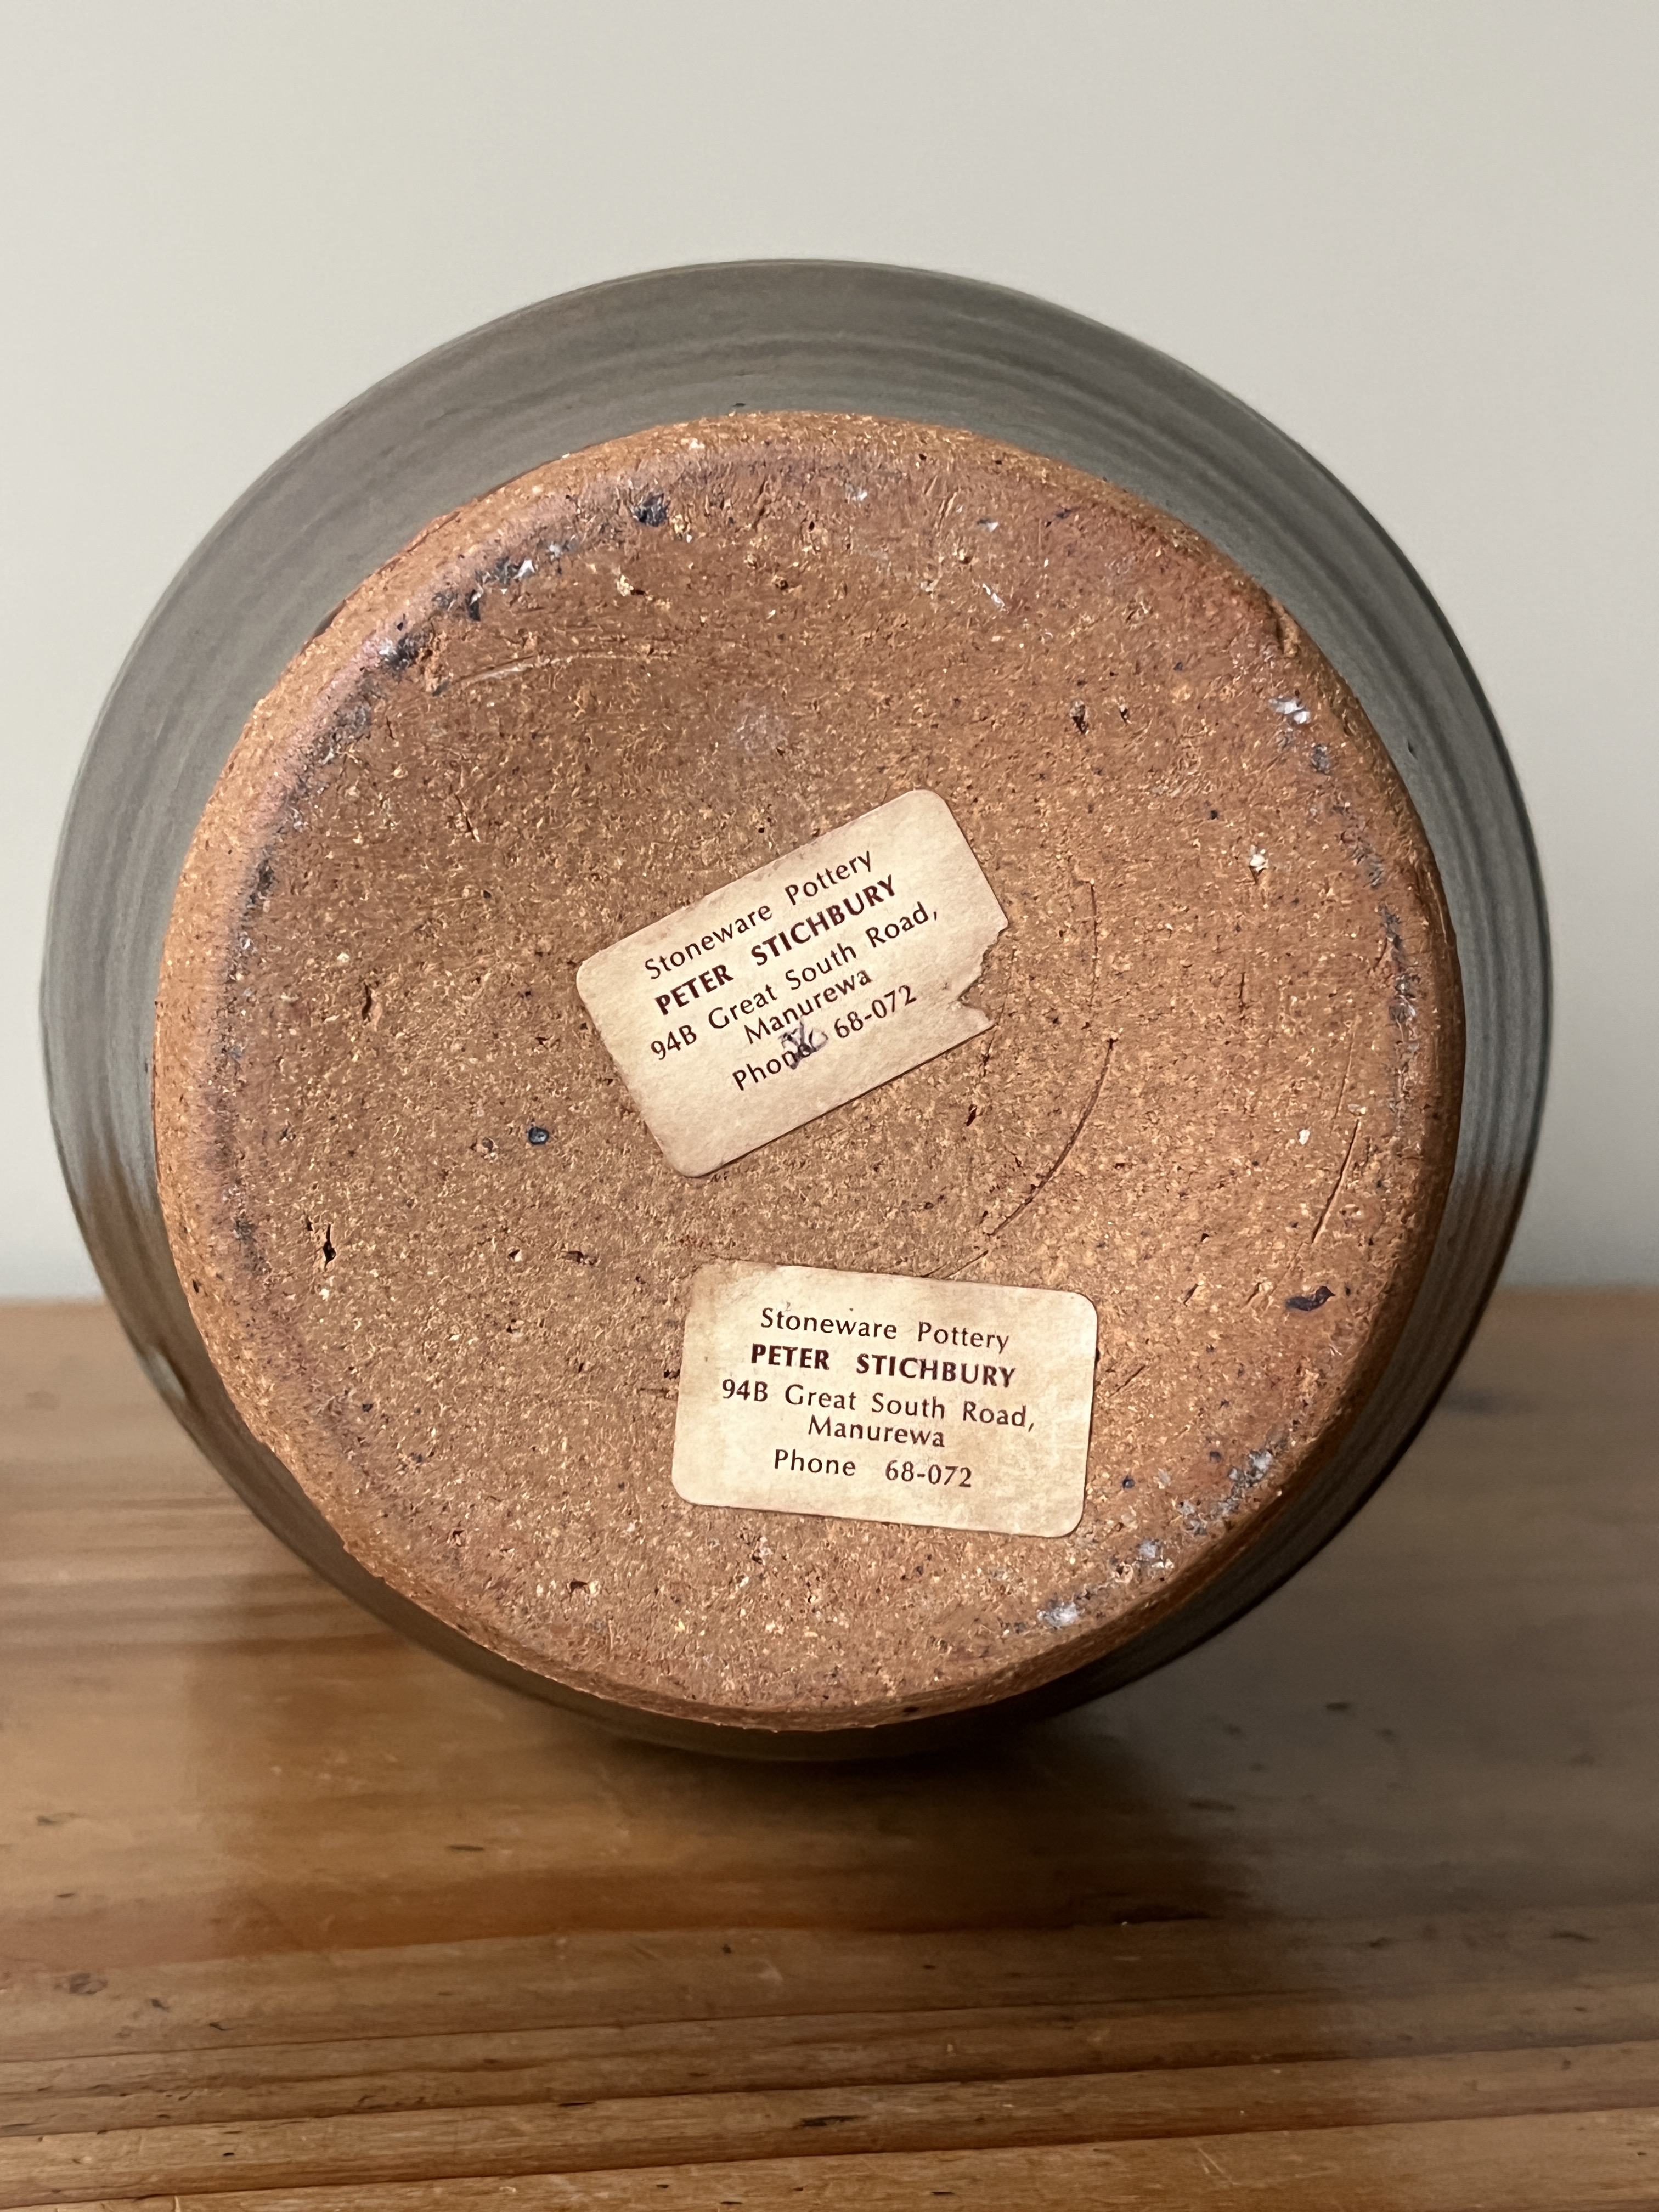 Stoneware Pottery
PETER STICHBURY
94B Great South Road,
Manurewa
Phone 68-072
Stoneware Pottery
PETER STICHBURY
94B Great South Road,
Manurewa
Phone 68-072